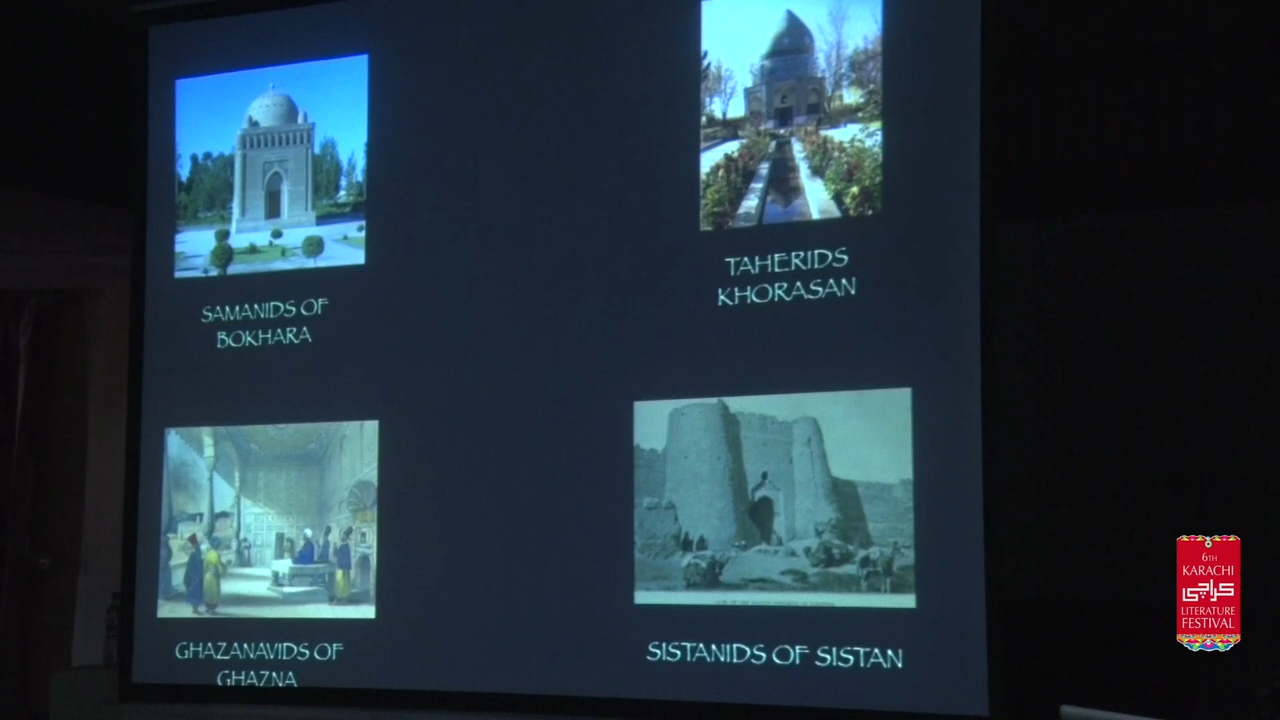 SAMANIDS OF
BOKHARA
TAHERIDS
KHORASAN
GHAZANAVIDS OF
GHAZNA
SISTANIDS OF SISTAN
6TH
KARACHI
کراچی
LITERATURE
FESTIVAL